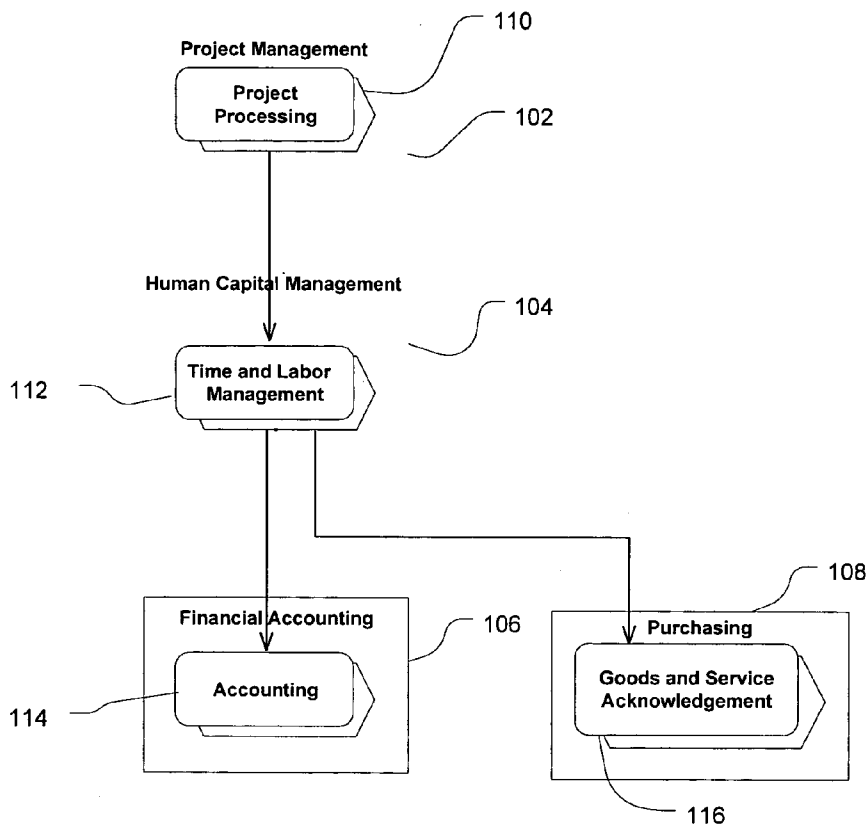 110
Project Management
Project
Processing
102
Human Capital Management
104
Time and Labor
Management
112
108
Financial Accounting
106
Purchasing
Accounting
Goods and Service
Acknowledgement
114
116